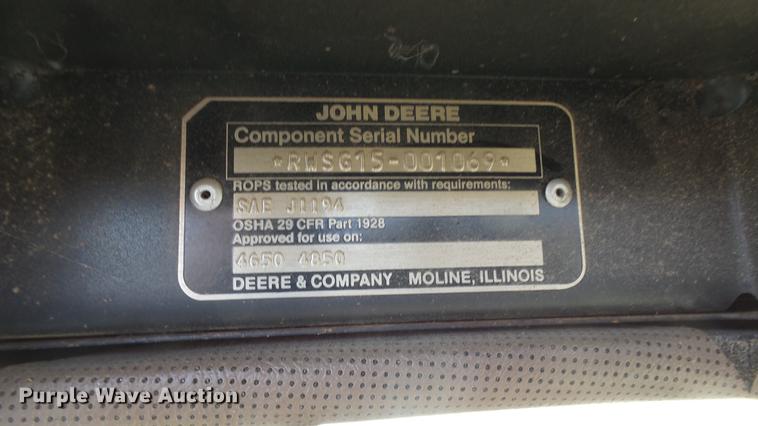 JOHN DEERE
Component Serial Number
*RWSG15-001069*
ROPS tested in accordance with requirements:
SAE J1194
OSHA 29 CFR Part 1928
Approved for use on:
4650 4850
DEERE & COMPANY MOLINE, ILLINOIS
Purple Wave Auction